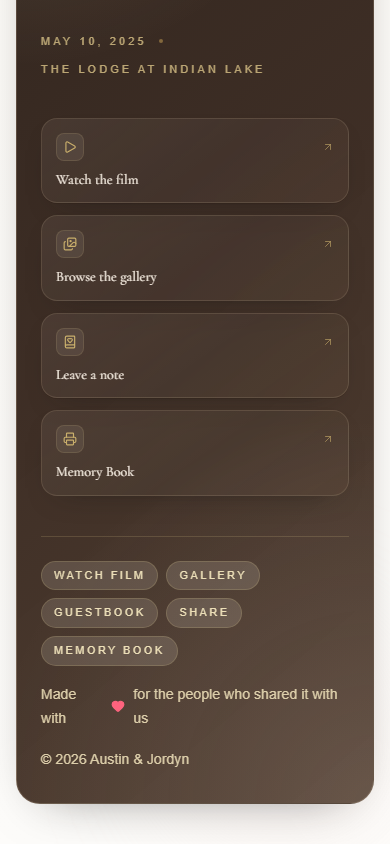 MAY 10, 2025 •
THE LODGE AT INDIAN LAKE
Watch the film
Browse the gallery
Leave a note
Memory Book
WATCH FILM
GALLERY
GUESTBOOK
SHARE
MEMORY BOOK
Made with ♥ for the people who shared it with us
© 2026 Austin & Jordyn